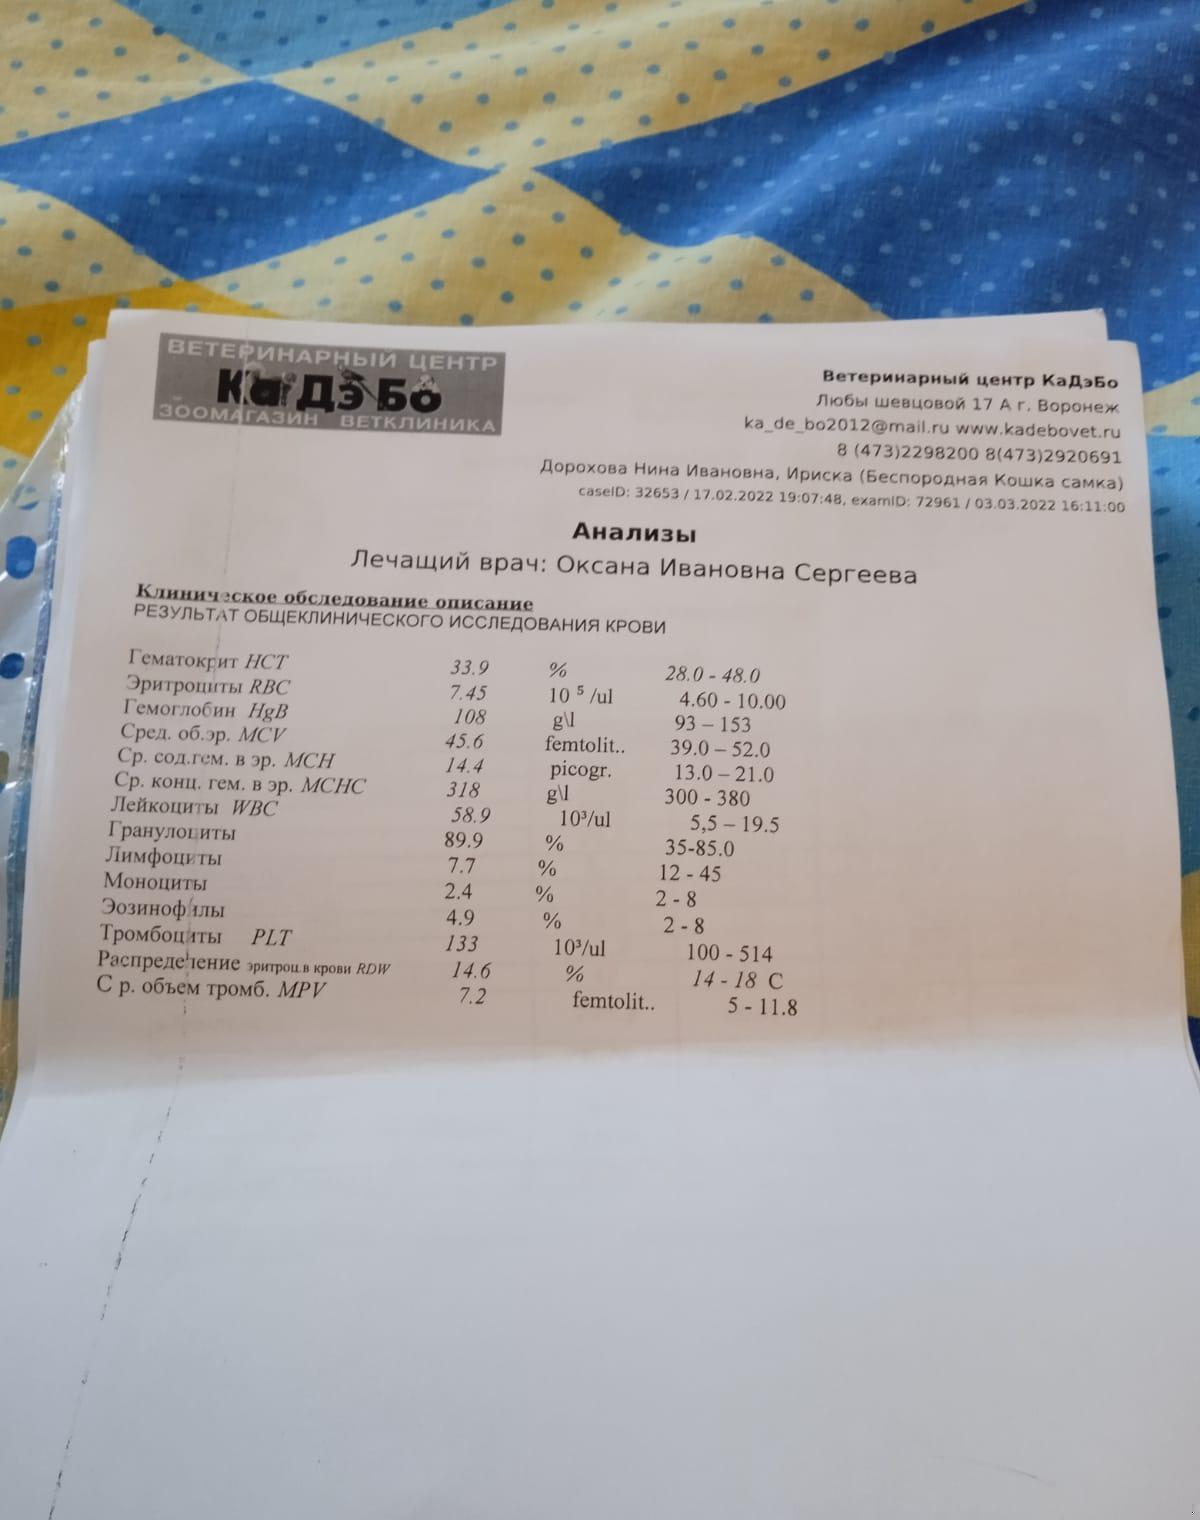 ВЕТЕРИНАРНЫЙ ЦЕНТР
КаДэБо
ЗООМАГАЗИН ВЕТКЛИНИКА
Ветеринарный центр КаДэБо
Любы шевцовой 17 А г. Воронеж
ka_de_bo2012@mail.ru www.kadebovet.ru
8 (473)2298200 8(473)2920691
Дорохова Нина Ивановна, Ириска (Беспородная Кошка самка)
caseID: 32653 / 17.02.2022 19:07:48, examID: 72961 / 03.03.2022 16:11:00
Анализы
Лечащий врач: Оксана Ивановна Сергеева
Клиническое обследование описание
РЕЗУЛЬТАТ ОБЩЕКЛИНИЧЕСКОГО ИССЛЕДОВАНИЯ КРОВИ
Гематокрит HCT 33.9 % 28.0 - 48.0
Эритроциты RBC 7.45 10 ⁵ /ul 4.60 - 10.00
Гемоглобин HgB 108 g\l 93 – 153
Сред. об.эр. MCV 45.6 femtolit.. 39.0 – 52.0
Ср. сод.гем. в эр. MCH 14.4 picogr. 13.0 – 21.0
Ср. конц. гем. в эр. MCHC 318 g\l 300 - 380
Лейкоциты WBC 58.9 10³/ul 5,5 – 19.5
Гранулоциты 89.9 % 35-85.0
Лимфоциты 7.7 % 12 - 45
Моноциты 2.4 % 2 - 8
Эозинофилы 4.9 % 2 - 8
Тромбоциты PLT 133 10³/ul 100 - 514
Распределение эритроц.в крови RDW 14.6 % 14 - 18 С
С р. объем тромб. MPV 7.2 femtolit.. 5 - 11.8